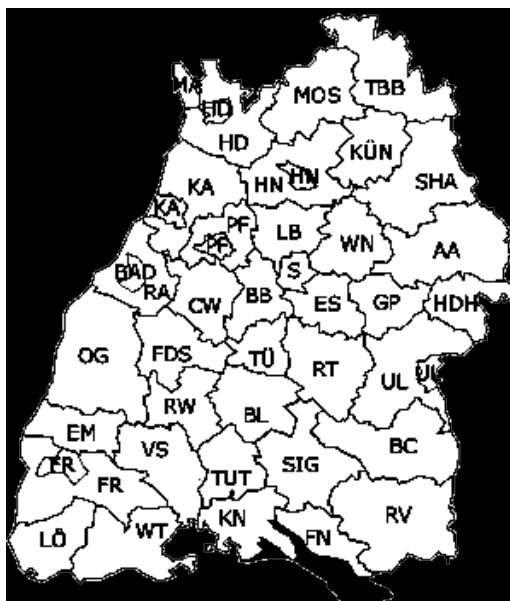 MA
TBB
MOS
HD
HD
KÜN
HN
HN
KA
SHA
KA
PF
PF
LB
WN
AA
BAD
S
RA
CW
BB
ES
GP
HDH
OG
FDS
TÜ
RT
UL
UL
RW
BL
EM
VS
BC
FR
FR
TUT
SIG
KN
RV
LÖ
WT
FN